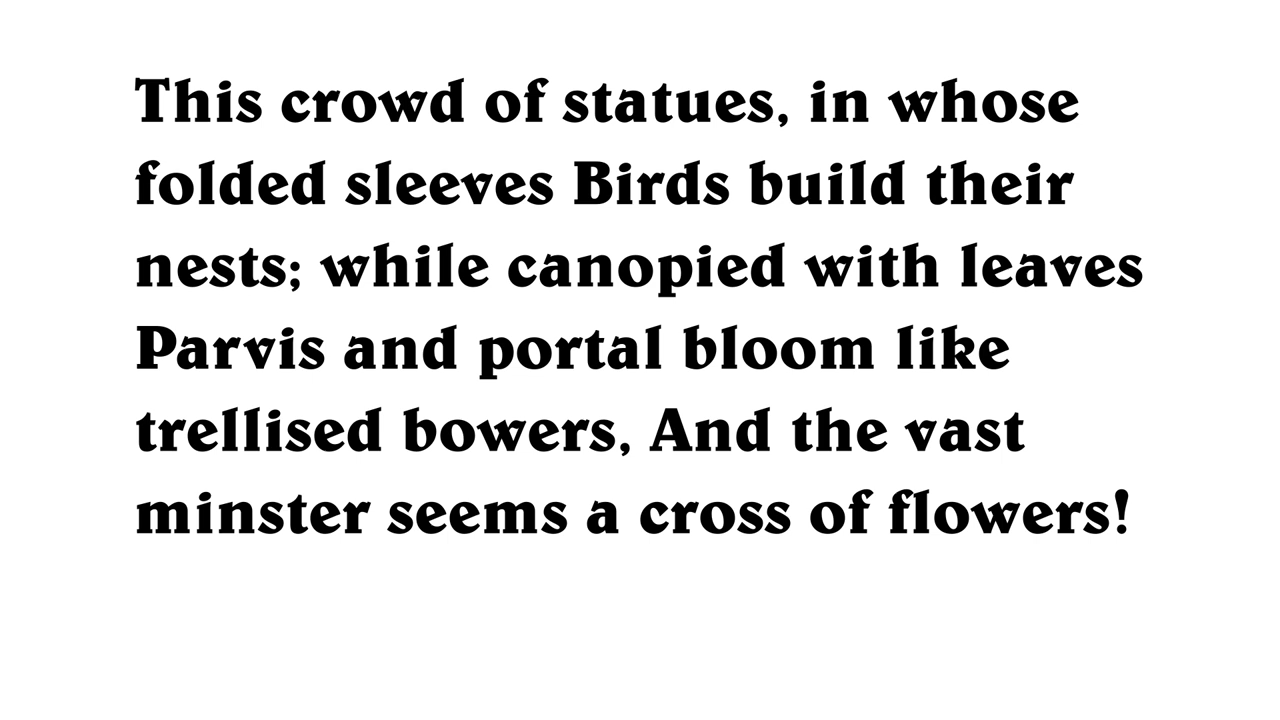 This crowd of statues, in whose
folded sleeves Birds build their
nests; while canopied with leaves
Parvis and portal bloom like
trellised bowers, And the vast
minster seems a cross of flowers!